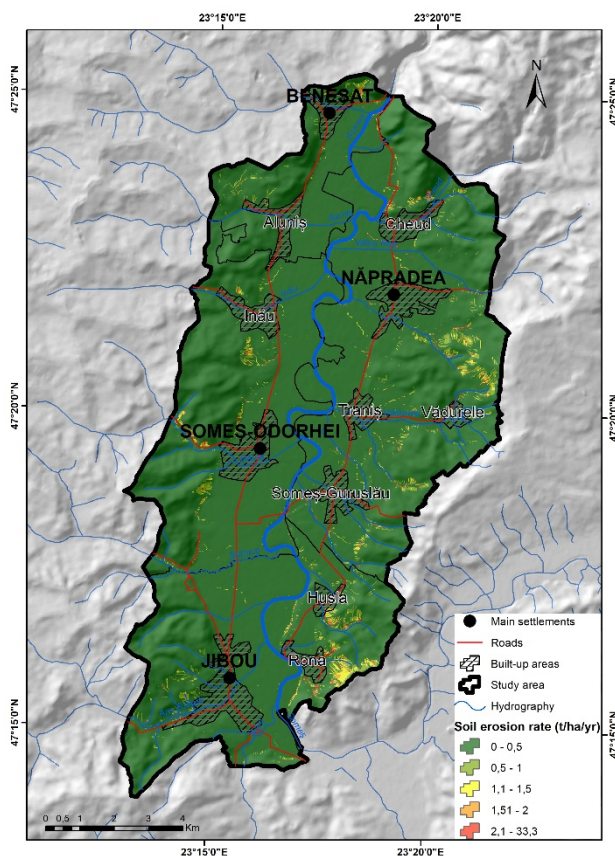 23°15'0"E
23°20'0"E
47°25'0"N
47°25'0"N
N
BENESAT
Aluniș
Cheud
NĂPRADEA
Inău
47°20'0"N
47°20'0"N
Traniș
Vădurele
SOMEȘ-ODORHEI
Someș-Guruslău
Husia
JIBOU
Rona
Someș
47°15'0"N
47°15'0"N
Main settlements
Roads
Built-up areas
Study area
Hydrography
Soil erosion rate (t/ha/yr)
0 - 0,5
0,5 - 1
1,1 - 1,5
1,51 - 2
2,1 - 33,3
0 0,5 1 2 3 4
Km
23°15'0"E
23°20'0"E